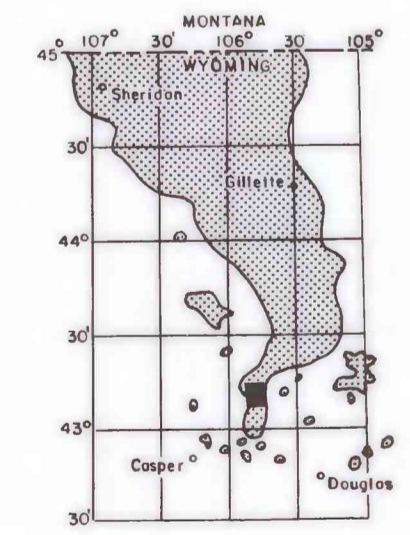 MONTANA
107° 30' 106° 30 105°
45°
WYOMING
Sheridan
30'
Gillette
44°
30'
43°
Casper
Douglas
30'